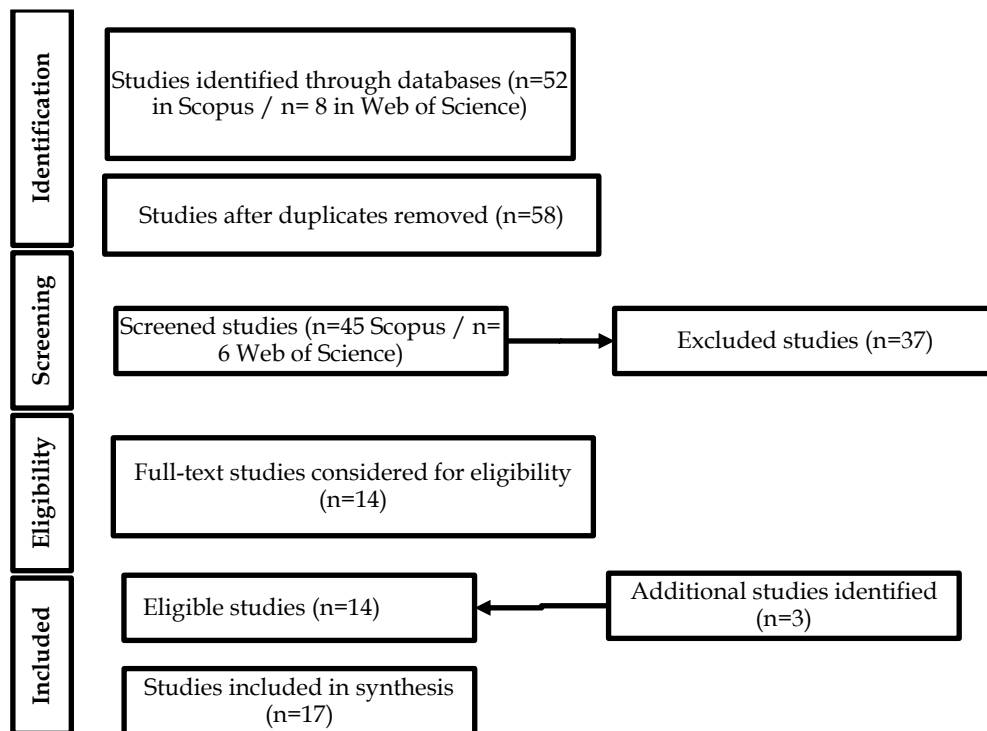 Identification
Studies identified through databases (n=52
in Scopus / n= 8 in Web of Science)
Studies after duplicates removed (n=58)
Screening
Screened studies (n=45 Scopus / n=
6 Web of Science)
Excluded studies (n=37)
Eligibility
Full-text studies considered for eligibility
(n=14)
Included
Eligible studies (n=14)
Additional studies identified
(n=3)
Studies included in synthesis
(n=17)